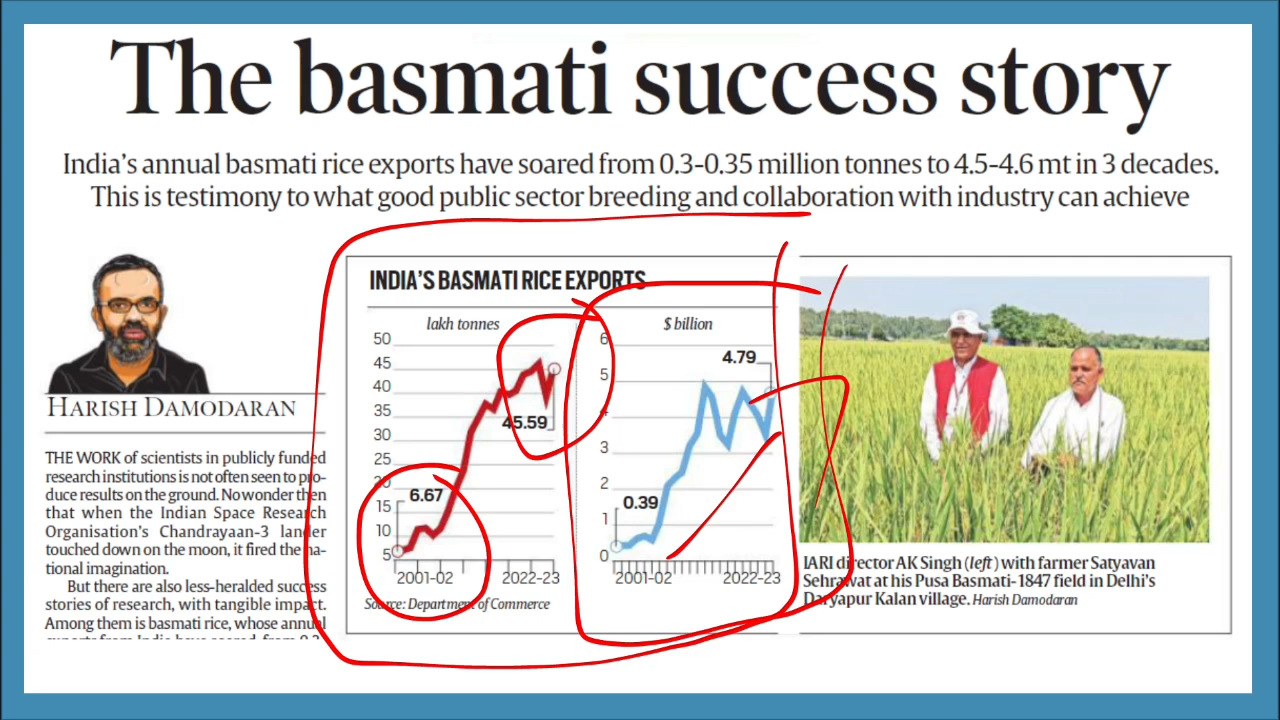 The basmati success story
India's annual basmati rice exports have soared from 0.3-0.35 million tonnes to 4.5-4.6 mt in 3 decades.
This is testimony to what good public sector breeding and collaboration with industry can achieve
HARISH DAMODARAN
THE WORK of scientists in publicly funded
research institutions is not often seen to pro-
duce results on the ground. No wonder then
that when the Indian Space Research
Organisation's Chandrayaan-3 lander
touched down on the moon, it fired the na-
tional imagination.
But there are also less-heralded success
stories of research, with tangible impact.
Among them is basmati rice, whose annual
INDIA'S BASMATI RICE EXPORTS
lakh tonnes
50
45
40
35
30
25
20
15
10
5
6.67
45.59
2001-02
2022-23
$ billion
6
5
4
3
2
1
0
0.39
4.79
2001-02
2022-23
Source: Department of Commerce
IARI director AK Singh (left) with farmer Satyavan
Sehrawat at his Pusa Basmati-1847 field in Delhi's
Daryapur Kalan village. Harish Damodaran